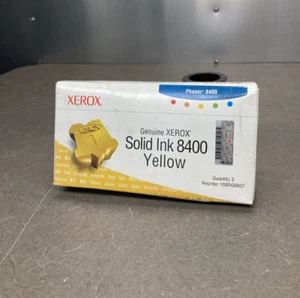 Phaser® 8400
XEROX
Genuine XEROX®
Solid Ink 8400
Yellow
Quantity 3
Reorder 108R00607